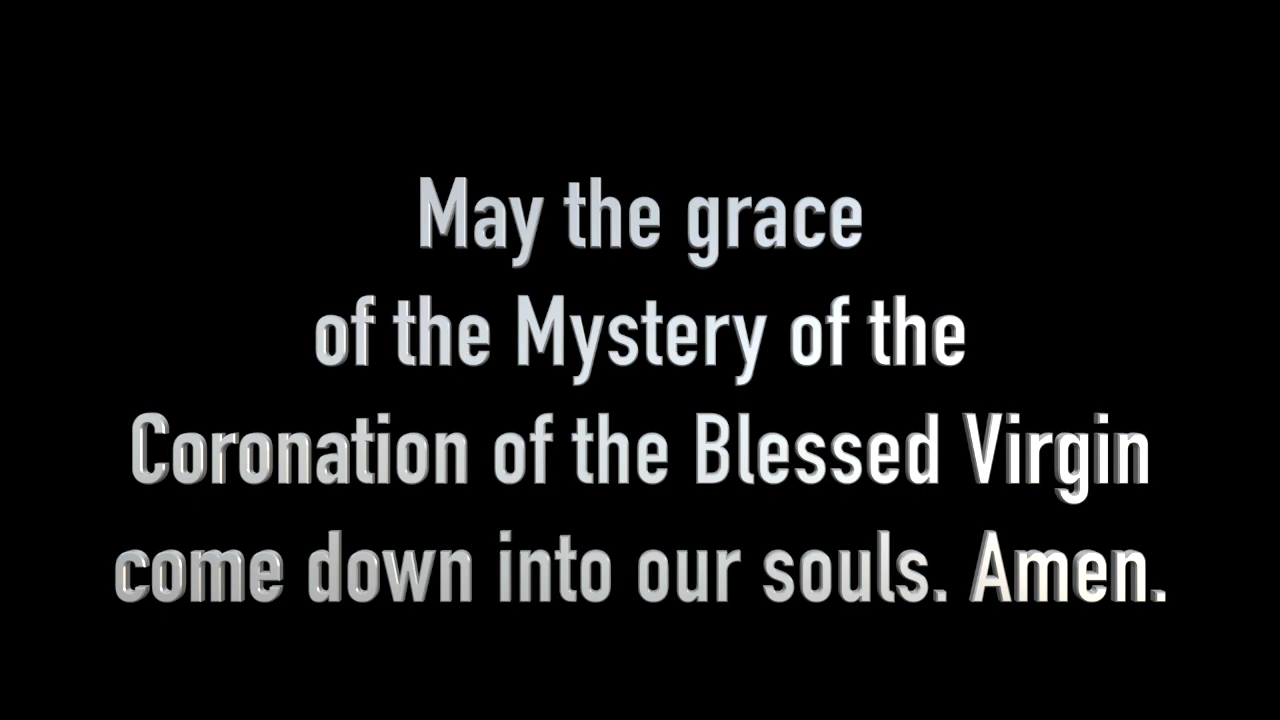 May the grace
of the Mystery of the
Coronation of the Blessed Virgin
come down into our souls. Amen.